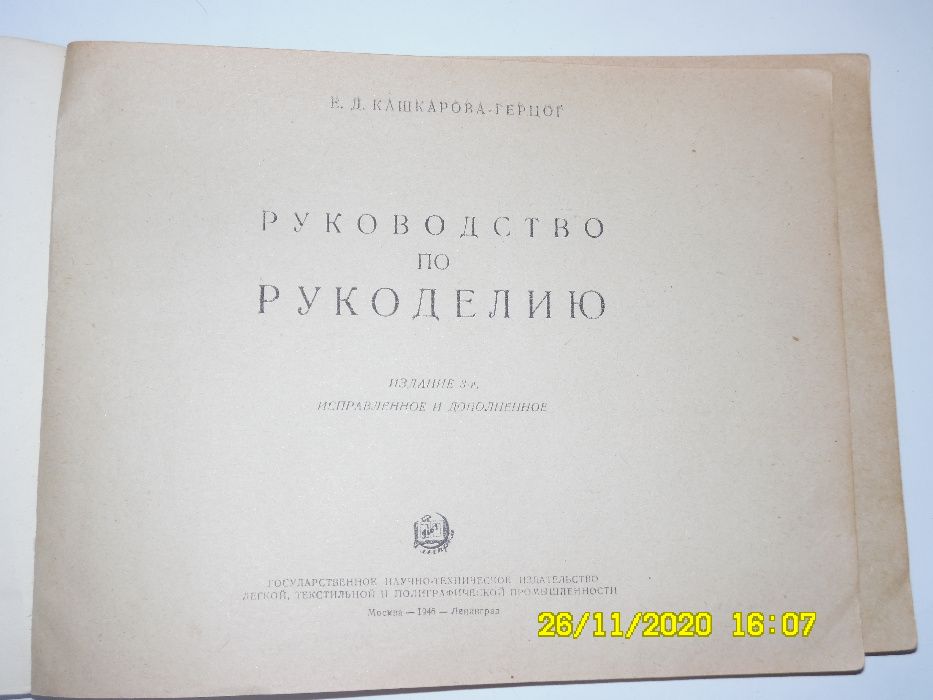 Е. Д. КАШКАРОВА-ГЕРЦОГ
РУКОВОДСТВО
ПО
РУКОДЕЛИЮ
ИЗДАНИЕ 3-е,
ИСПРАВЛЕННОЕ И ДОПОЛНЕННОЕ
ГОСУДАРСТВЕННОЕ НАУЧНО-ТЕХНИЧЕСКОЕ ИЗДАТЕЛЬСТВО
ЛЕГКОЙ, ТЕКСТИЛЬНОЙ И ПОЛИГРАФИЧЕСКОЙ ПРОМЫШЛЕННОСТИ
Москва — 1946 — Ленинград
26/11/2020 16:07